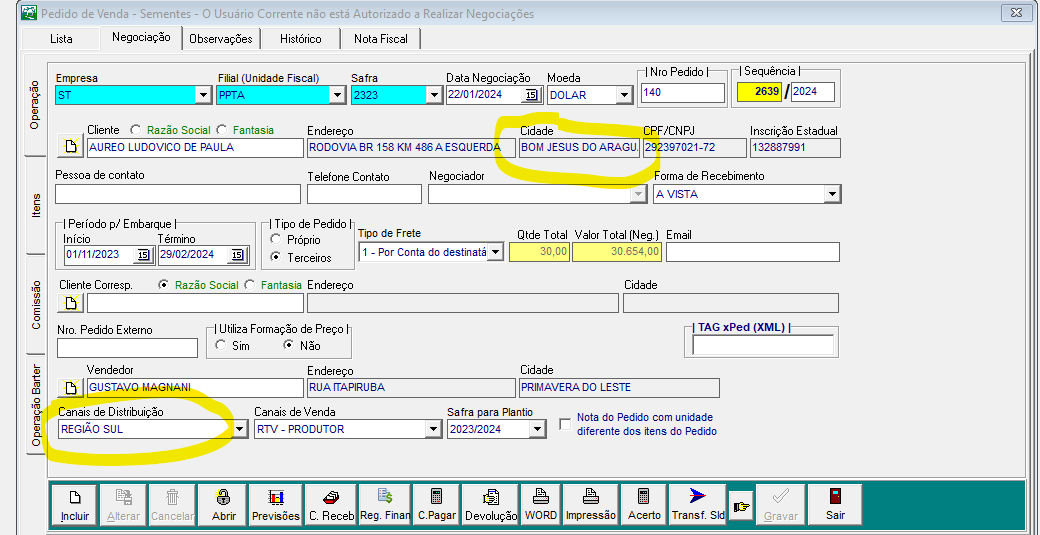 Pedido de Venda - Sementes - O Usuário Corrente não está Autorizado a Realizar Negociações
Lista Negociação Observações Histórico Nota Fiscal
Operação
Itens
Comissão
Operação Barter
Empresa Filial (Unidade Fiscal) Safra Data Negociação Moeda Nro Pedido Sequência
ST PPTA 2323 22/01/2024 15 DOLAR 140 2639 / 2024
Cliente Razão Social Fantasia Endereço Cidade CPF/CNPJ Inscrição Estadual
AUREO LUDOVICO DE PAULA RODOVIA BR 158 KM 486 A ESQUERDA BOM JESUS DO ARAGU. 292397021-72 132887991
Pessoa de contato Telefone Contato Negociador Forma de Recebimento
A VISTA
Período p/ Embarque Tipo de Pedido
Início Término Próprio Tipo de Frete Qtde Total Valor Total (Neg.) Email
01/11/2023 15 29/02/2024 15 Terceiros 1 - Por Conta do destinatá 30,00 30.654,00
Cliente Corresp. Razão Social Fantasia Endereço Cidade
Nro. Pedido Externo Utiliza Formação de Preço TAG xPed (XML)
Sim Não
Vendedor Endereço Cidade
GUSTAVO MAGNANI RUA ITAPIRUBA PRIMAVERA DO LESTE
Canais de Distribuição Canais de Venda Safra para Plantio
REGIÃO SUL RTV - PRODUTOR 2023/2024
Nota do Pedido com unidade
diferente dos itens do Pedido
Incluir Alterar Cancelar Abrir Previsões C. Receb Reg. Finan C.Pagar Devolução WORD Impressão Acerto Transf. Sld Gravar Sair